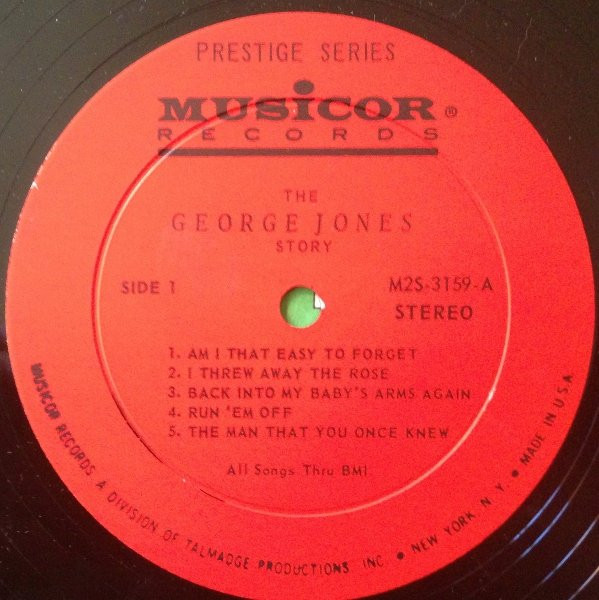 PRESTIGE SERIES
MUSICOR®
RECORDS
THE
GEORGE JONES
STORY
SIDE 1
M2S-3159-A
STEREO
1. AM I THAT EASY TO FORGET
2. I THREW AWAY THE ROSE
3. BACK INTO MY BABY'S ARMS AGAIN
4. RUN 'EM OFF
5. THE MAN THAT YOU ONCE KNEW
All Songs Thru BMI
MUSICOR RECORDS A DIVISION OF TALMADGE PRODUCTIONS INC • NEW YORK N. Y. • MADE IN U.S.A.